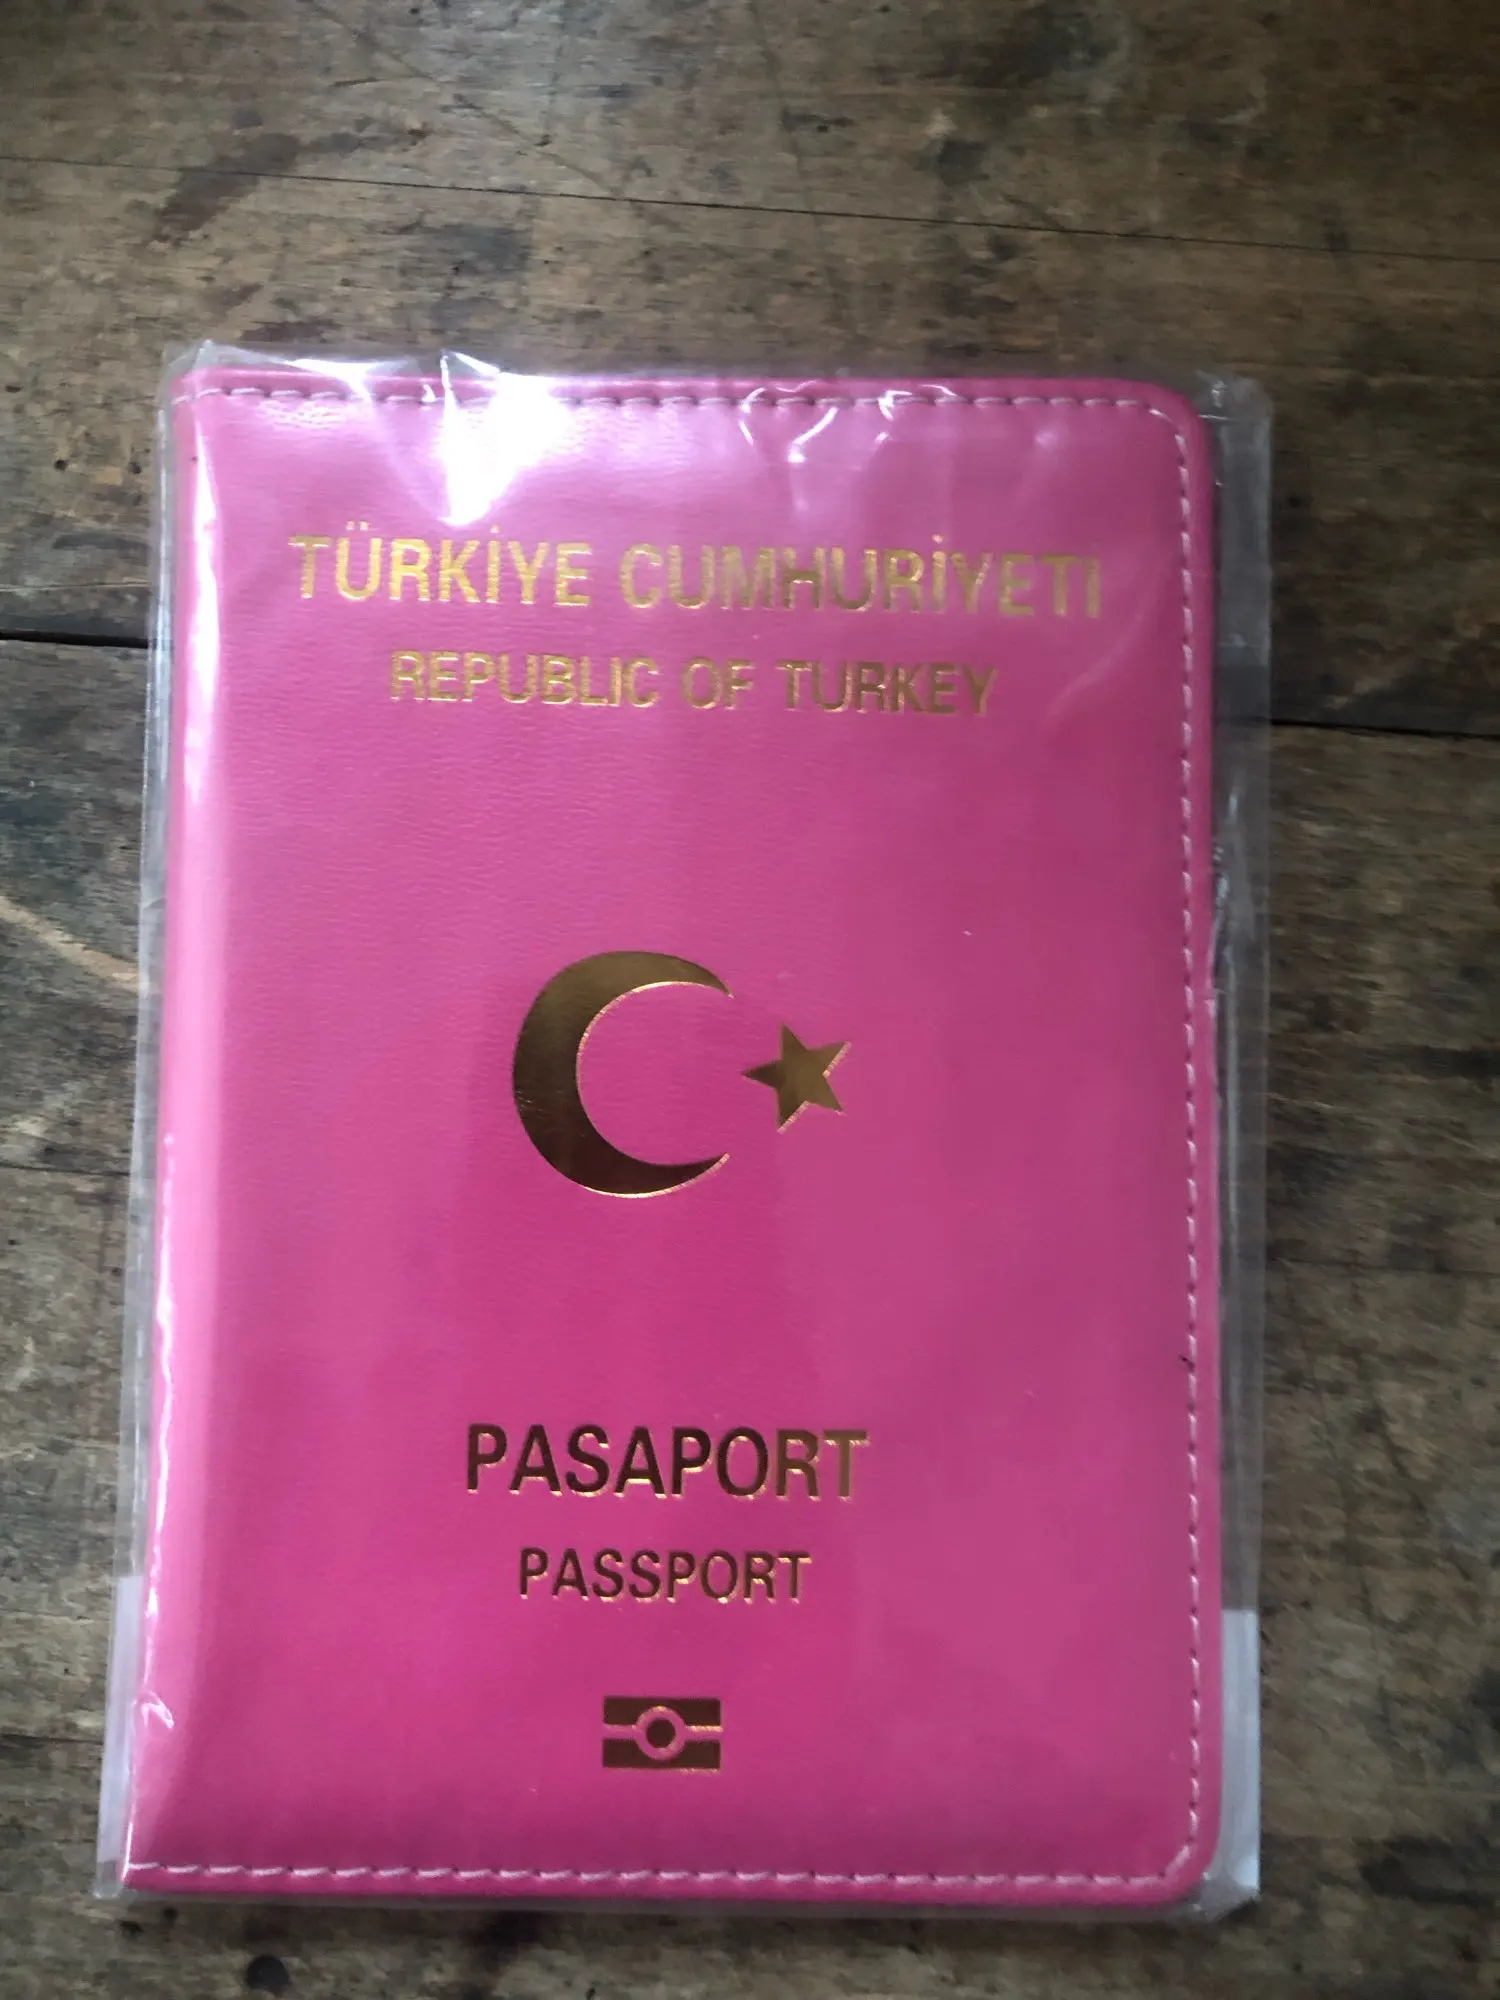 TÜRKİYE CUMHURİYETİ
REPUBLIC OF TURKEY
PASAPORT
PASSPORT